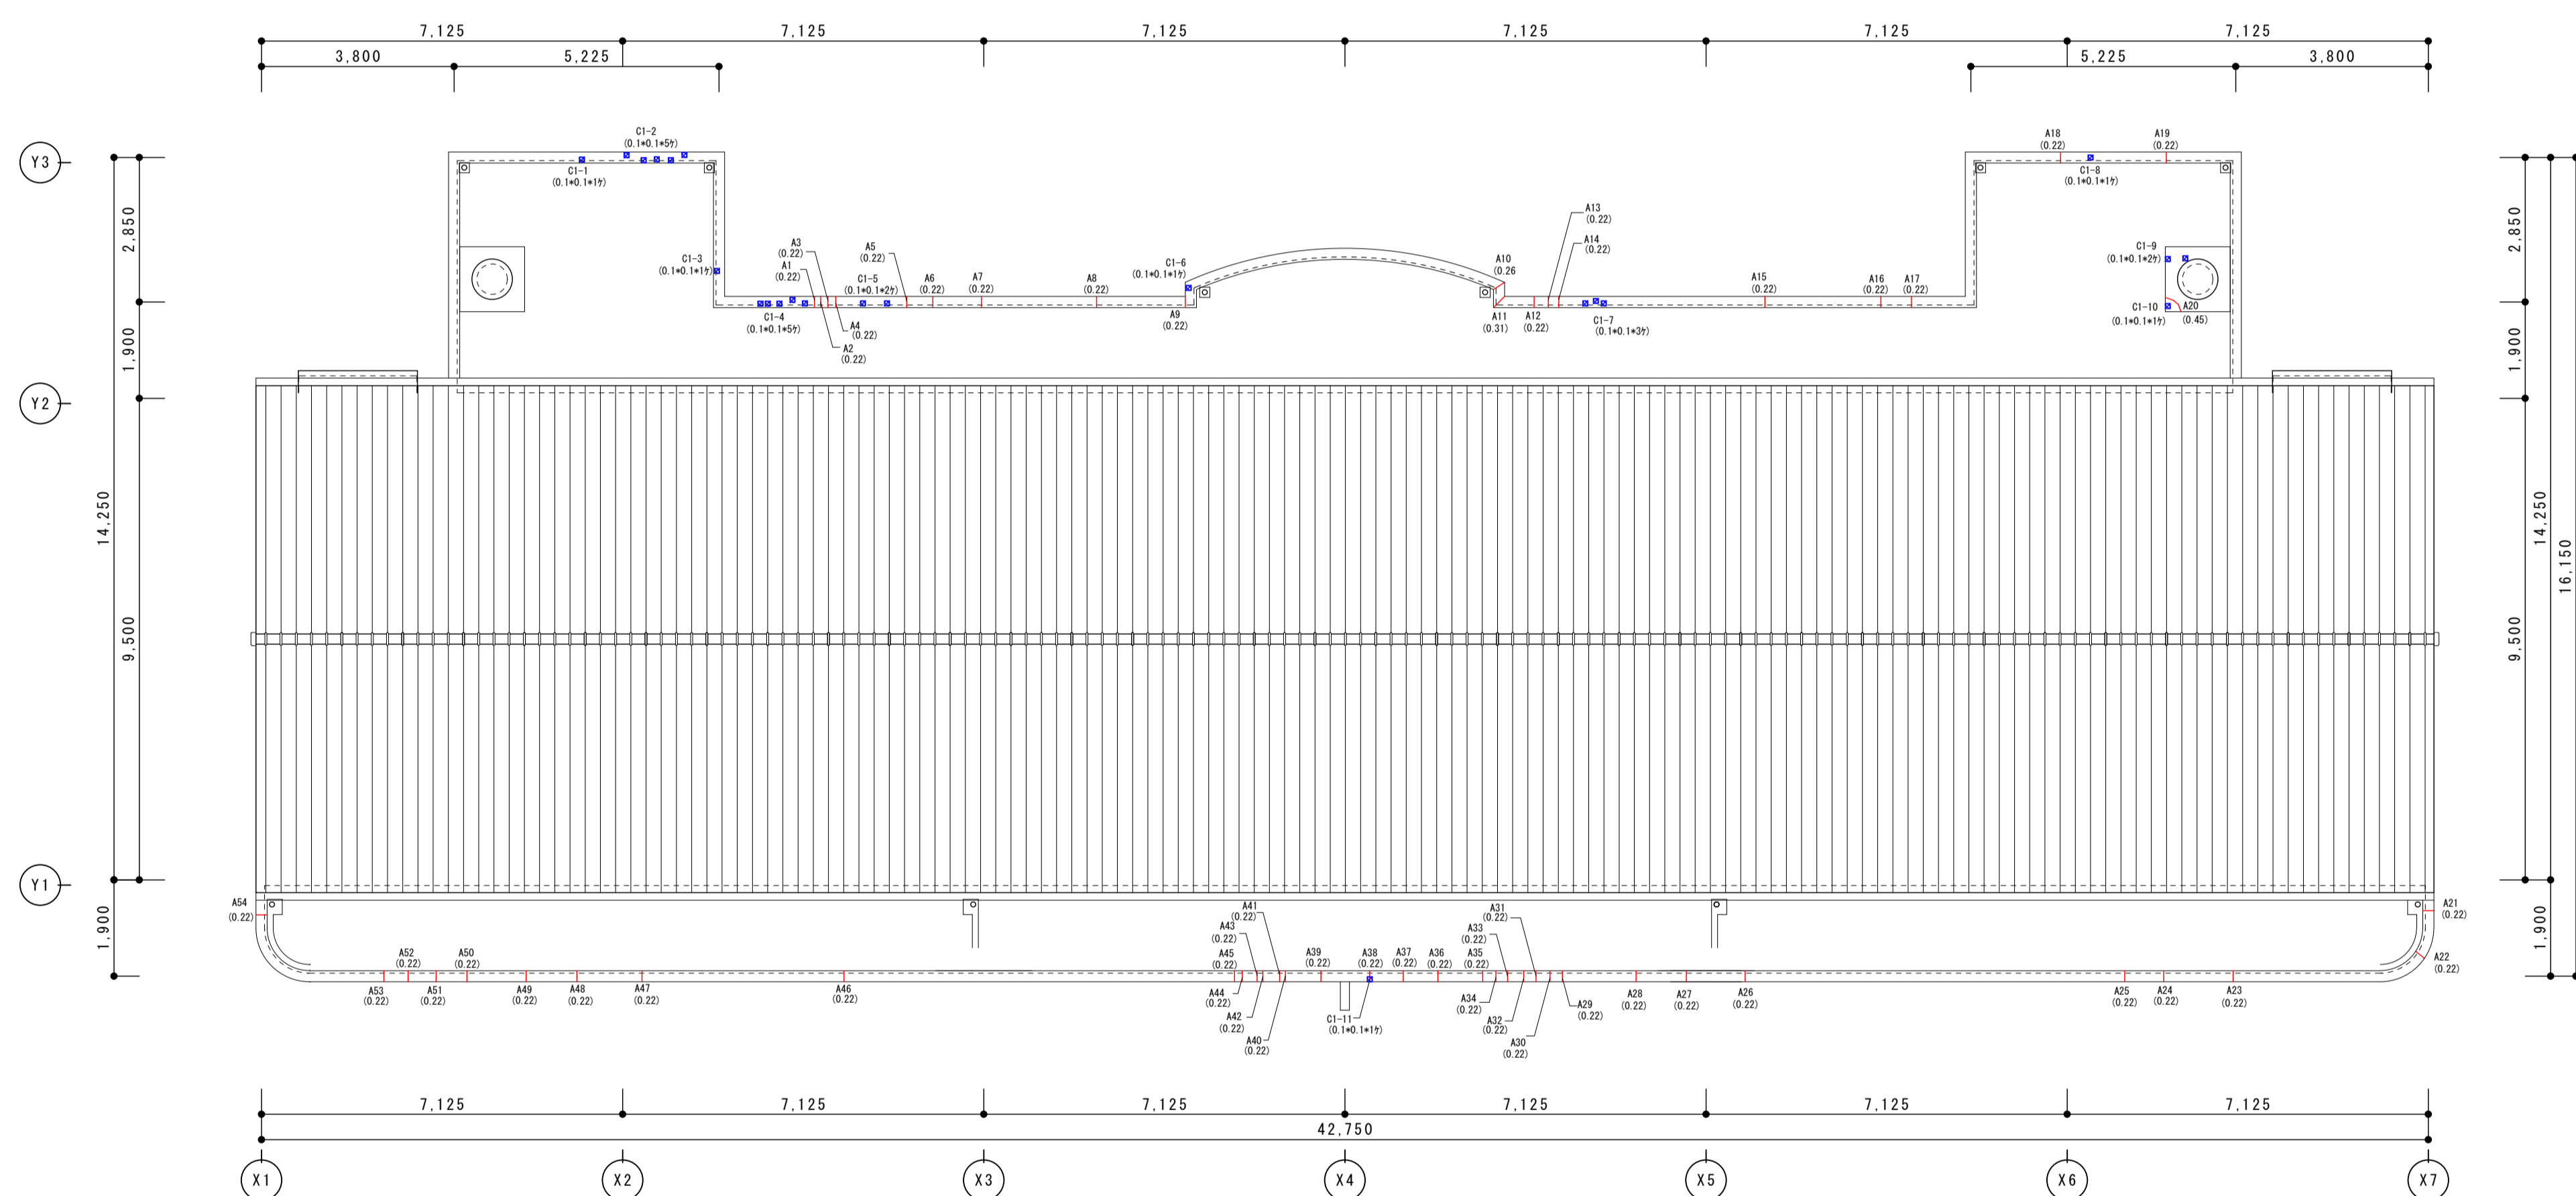 7,125 7,125 7,125 7,125 7,125 7,125
3,800 5,225 5,225 3,800
Y3
2,850
1,900
14,250
9,500
1,900
Y2
Y1
C1-2
(0.1*0.1*5ｹ)
C1-1
(0.1*0.1*1ｹ)
C1-3
(0.1*0.1*1ｹ)
A3
(0.22)
A1
(0.22)
A5
(0.22)
C1-5
(0.1*0.1*2ｹ)
C1-4
(0.1*0.1*5ｹ)
A4
(0.22)
A2
(0.22)
A6
(0.22)
A7
(0.22)
A8
(0.22)
C1-6
(0.1*0.1*1ｹ)
A9
(0.22)
A10
(0.26
A11
(0.31)
A12
(0.22)
A13
(0.22)
A14
(0.22)
C1-7
(0.1*0.1*3ｹ)
A15
(0.22)
A16
(0.22)
A17
(0.22)
A18
(0.22)
A19
(0.22)
C1-8
(0.1*0.1*1ｹ)
C1-9
(0.1*0.1*2ｹ)
C1-10
(0.1*0.1*1ｹ)
A20
(0.45)
2,850
1,900
14,250
16,150
9,500
1,900
A54
(0.22)
A53
(0.22)
A52
(0.22)
A51
(0.22)
A50
(0.22)
A49
(0.22)
A48
(0.22)
A47
(0.22)
A46
(0.22)
A45
(0.22)
A43
(0.22)
A41
(0.22)
A44
(0.22)
A42
(0.22)
A40
(0.22)
A39
(0.22)
A38
(0.22)
C1-11
(0.1*0.1*1ｹ)
A37
(0.22)
A36
(0.22)
A35
(0.22)
A33
(0.22)
A31
(0.22)
A34
(0.22)
A32
(0.22)
A30
(0.22)
A29
(0.22)
A28
(0.22)
A27
(0.22)
A26
(0.22)
A25
(0.22)
A24
(0.22)
A23
(0.22)
A22
(0.22)
A21
(0.22)
7,125 7,125 7,125 7,125 7,125 7,125
42,750
X1 X2 X3 X4 X5 X6 X7